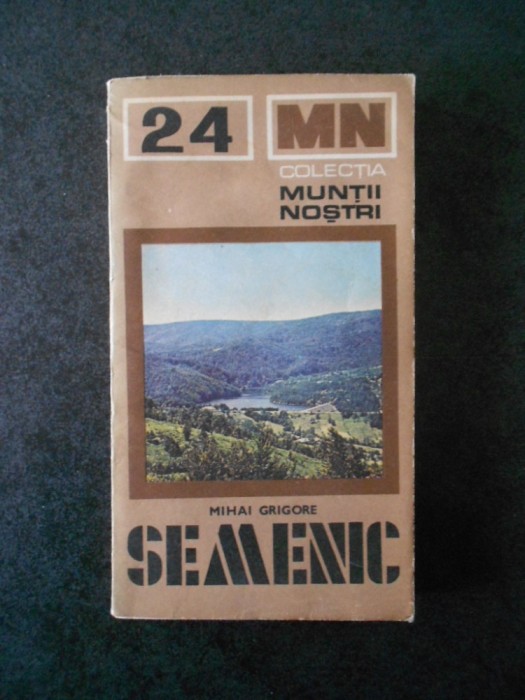 24 MN
COLECȚIA
MUNȚII
NOȘTRI
MIHAI GRIGORE
SEMENIC